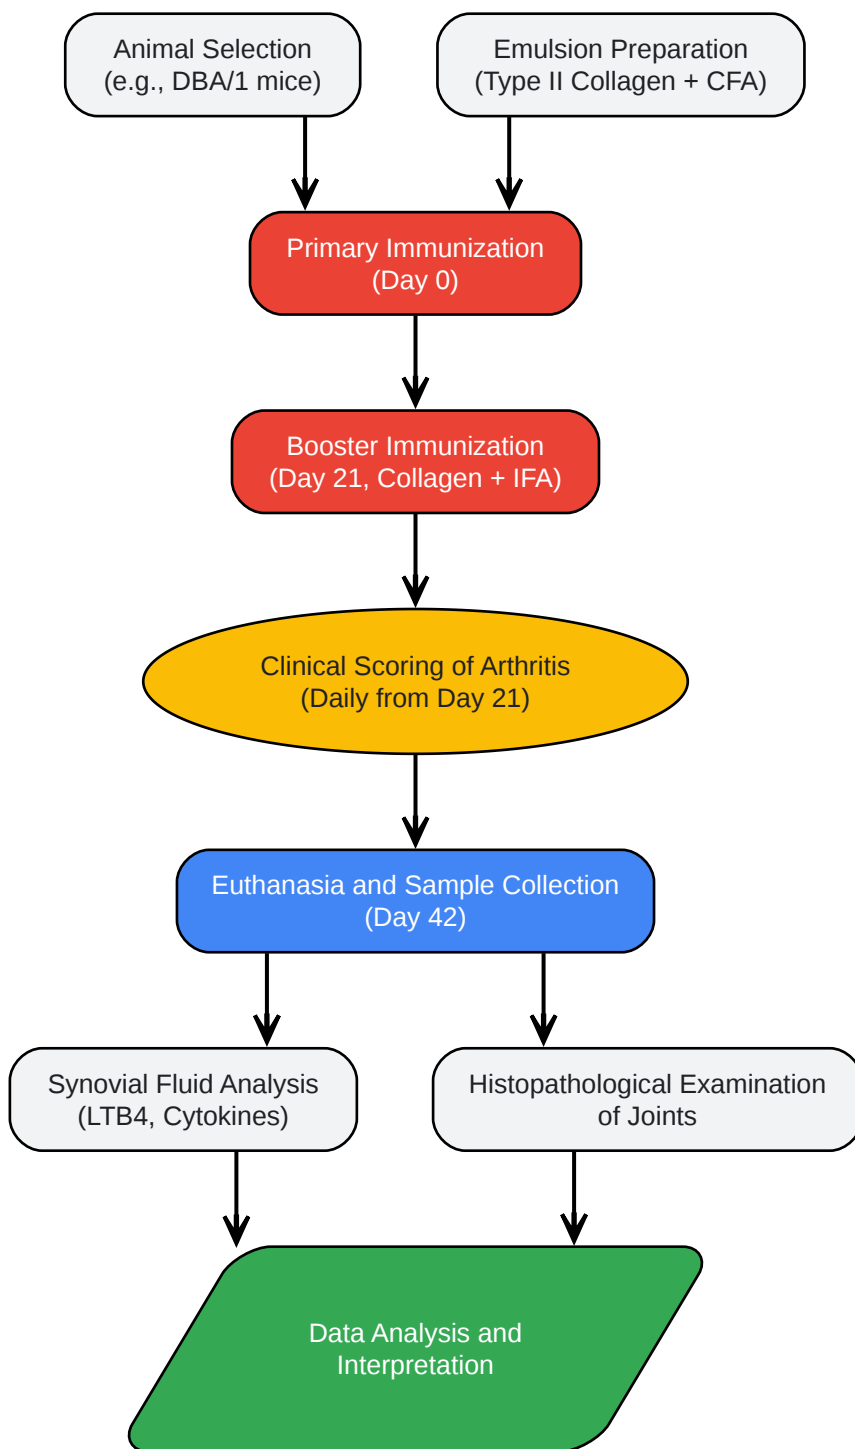 Animal Selection
(e.g., DBA/1 mice)
Emulsion Preparation
(Type II Collagen + CFA)
Primary Immunization
(Day 0)
Booster Immunization
(Day 21, Collagen + IFA)
Clinical Scoring of Arthritis
(Daily from Day 21)
Euthanasia and Sample Collection
(Day 42)
Synovial Fluid Analysis
(LTB4, Cytokines)
Histopathological Examination
of Joints
Data Analysis and
Interpretation